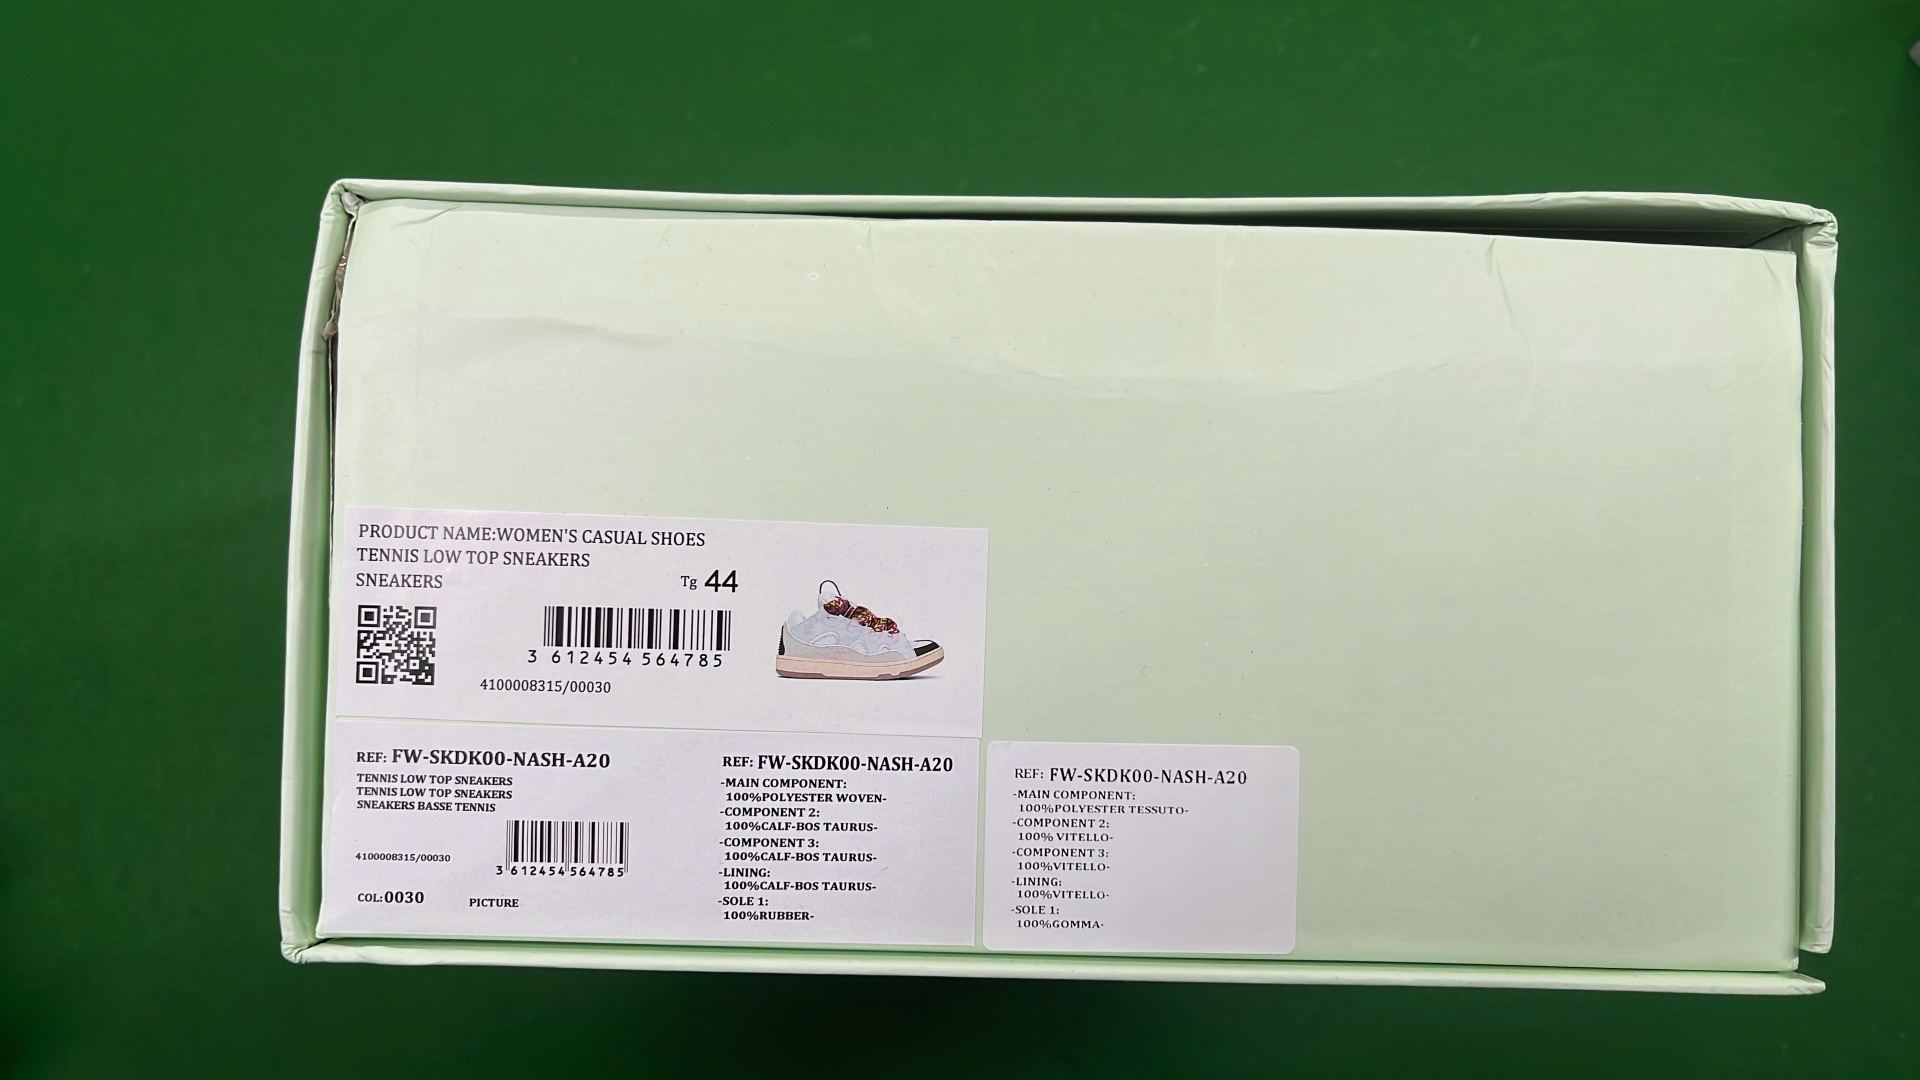 PRODUCT NAME:WOMEN'S CASUAL SHOES
TENNIS LOW TOP SNEAKERS
SNEAKERS
Tg 44
3 612454 564785
4100008315/00030
REF: FW-SKDK00-NASH-A20
TENNIS LOW TOP SNEAKERS
TENNIS LOW TOP SNEAKERS
SNEAKERS BASSE TENNIS
4100008315/00030
3 612454 564785
COL:0030
PICTURE
REF: FW-SKDK00-NASH-A20
-MAIN COMPONENT:
100%POLYESTER WOVEN-
-COMPONENT 2:
100%CALF-BOS TAURUS-
-COMPONENT 3:
100%CALF-BOS TAURUS-
-LINING:
100%CALF-BOS TAURUS-
-SOLE 1:
100%RUBBER-
REF: FW-SKDK00-NASH-A20
-MAIN COMPONENT:
100%POLYESTER TESSUTO-
-COMPONENT 2:
100% VITELLO-
-COMPONENT 3:
100%VITELLO-
-LINING:
100%VITELLO-
-SOLE 1:
100%GOMMA-